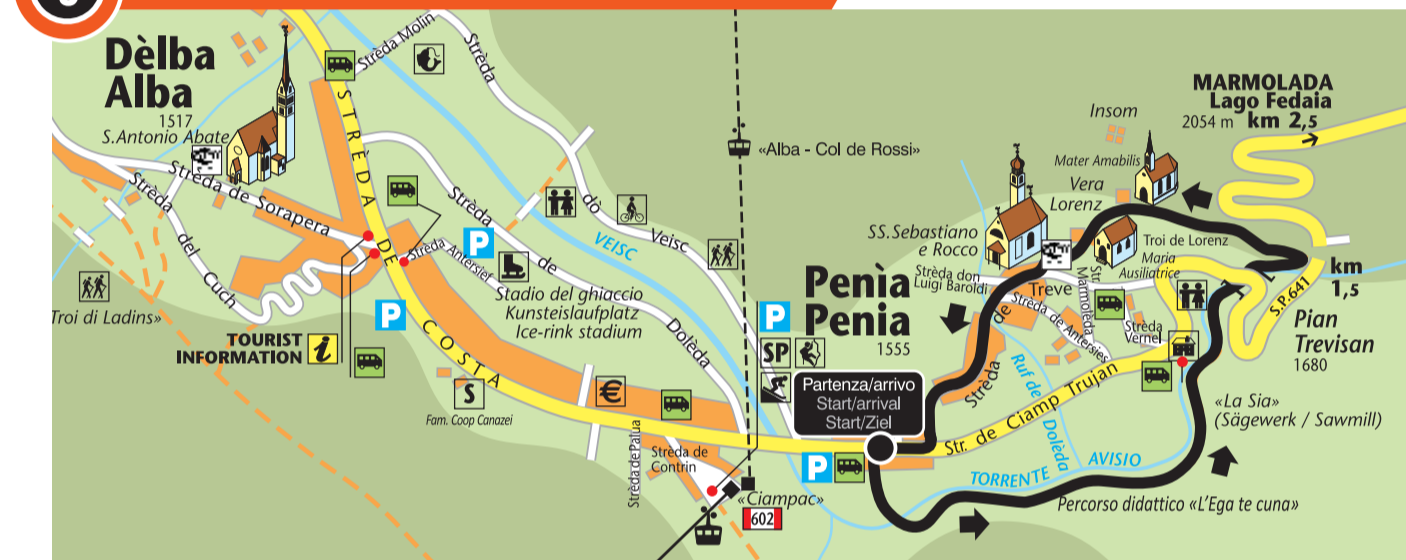 Dèlba
Alba
1517
S.Antonio Abate
Strèda Molin
Strèda
dò
Veisc
STRÈDA DE COSTA
Strèda de Sorapera
Strèda del Cuch
Troi di Ladins»
TOURIST
INFORMATION
i
Strèda Antersief
P
P
Strèda de Dolèda
Stadio del ghiaccio
Kunsteislaufplatz
Ice-rink stadium
VEISC
S
Fam. Coop Canazei
€
Strèda de Palua
Strèda de
Contrin
«Alba - Col de Rossi»
P
SP
«Ciampac»
602
Penìa
Penia
1555
Partenza/arrivo
Start/arrival
Start/Ziel
P
SS.Sebastiano
e Rocco
Strèda don
Luigi Baroldi
Strèda de
Treve
Strèda de Antersies
Str. Marmolèda
Strèda
Vernel
Str. de Ciamp Trujan
Ruf de Dolèda
TORRENTE AVISIO
Percorso didattico «L'Ega te cuna»
Insom
Mater Amabilis
Vera
Lorenz
Troi de Lorenz
Maria
Ausiliatrice
MARMOLADA
Lago Fedaia
2054 m km 2,5
S.P.641
km
1,5
Pian
Trevisan
1680
«La Sia»
(Sägewerk / Sawmill)